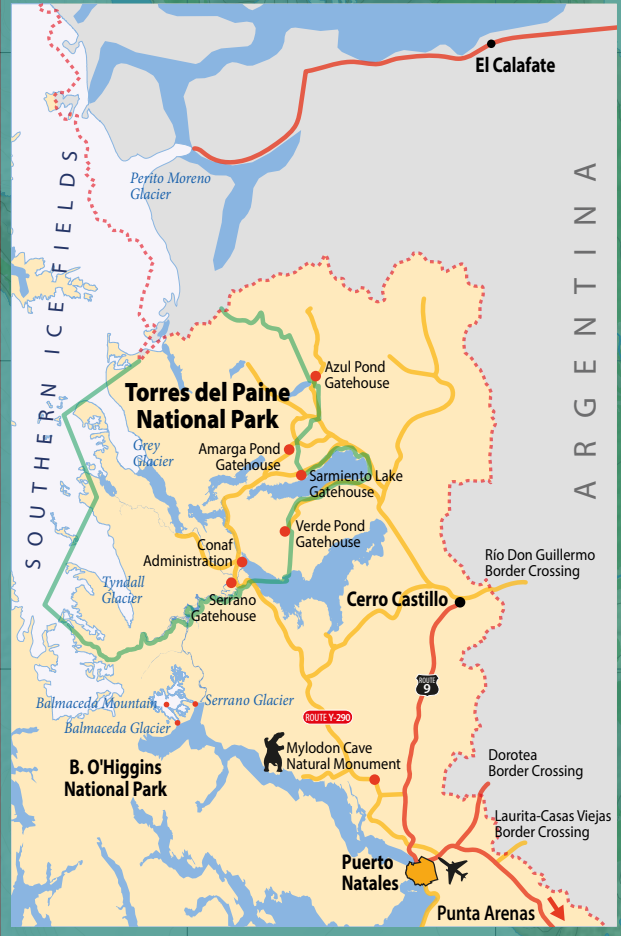 El Calafate
Perito Moreno
Glacier
SOUTHERN ICE FIELDS
ARGENTINA
Azul Pond
Gatehouse
Torres del Paine
National Park
Grey
Glacier
Amarga Pond
Gatehouse
Sarmiento Lake
Gatehouse
Verde Pond
Gatehouse
Conaf
Administration
Río Don Guillermo
Border Crossing
Tyndall
Glacier
Serrano
Gatehouse
Cerro Castillo
ROUTE
9
Balmaceda Mountain
Serrano Glacier
Balmaceda Glacier
ROUTE Y-290
Mylodon Cave
Natural Monument
B. O'Higgins
National Park
Dorotea
Border Crossing
Laurita-Casas Viejas
Border Crossing
Puerto
Natales
Punta Arenas